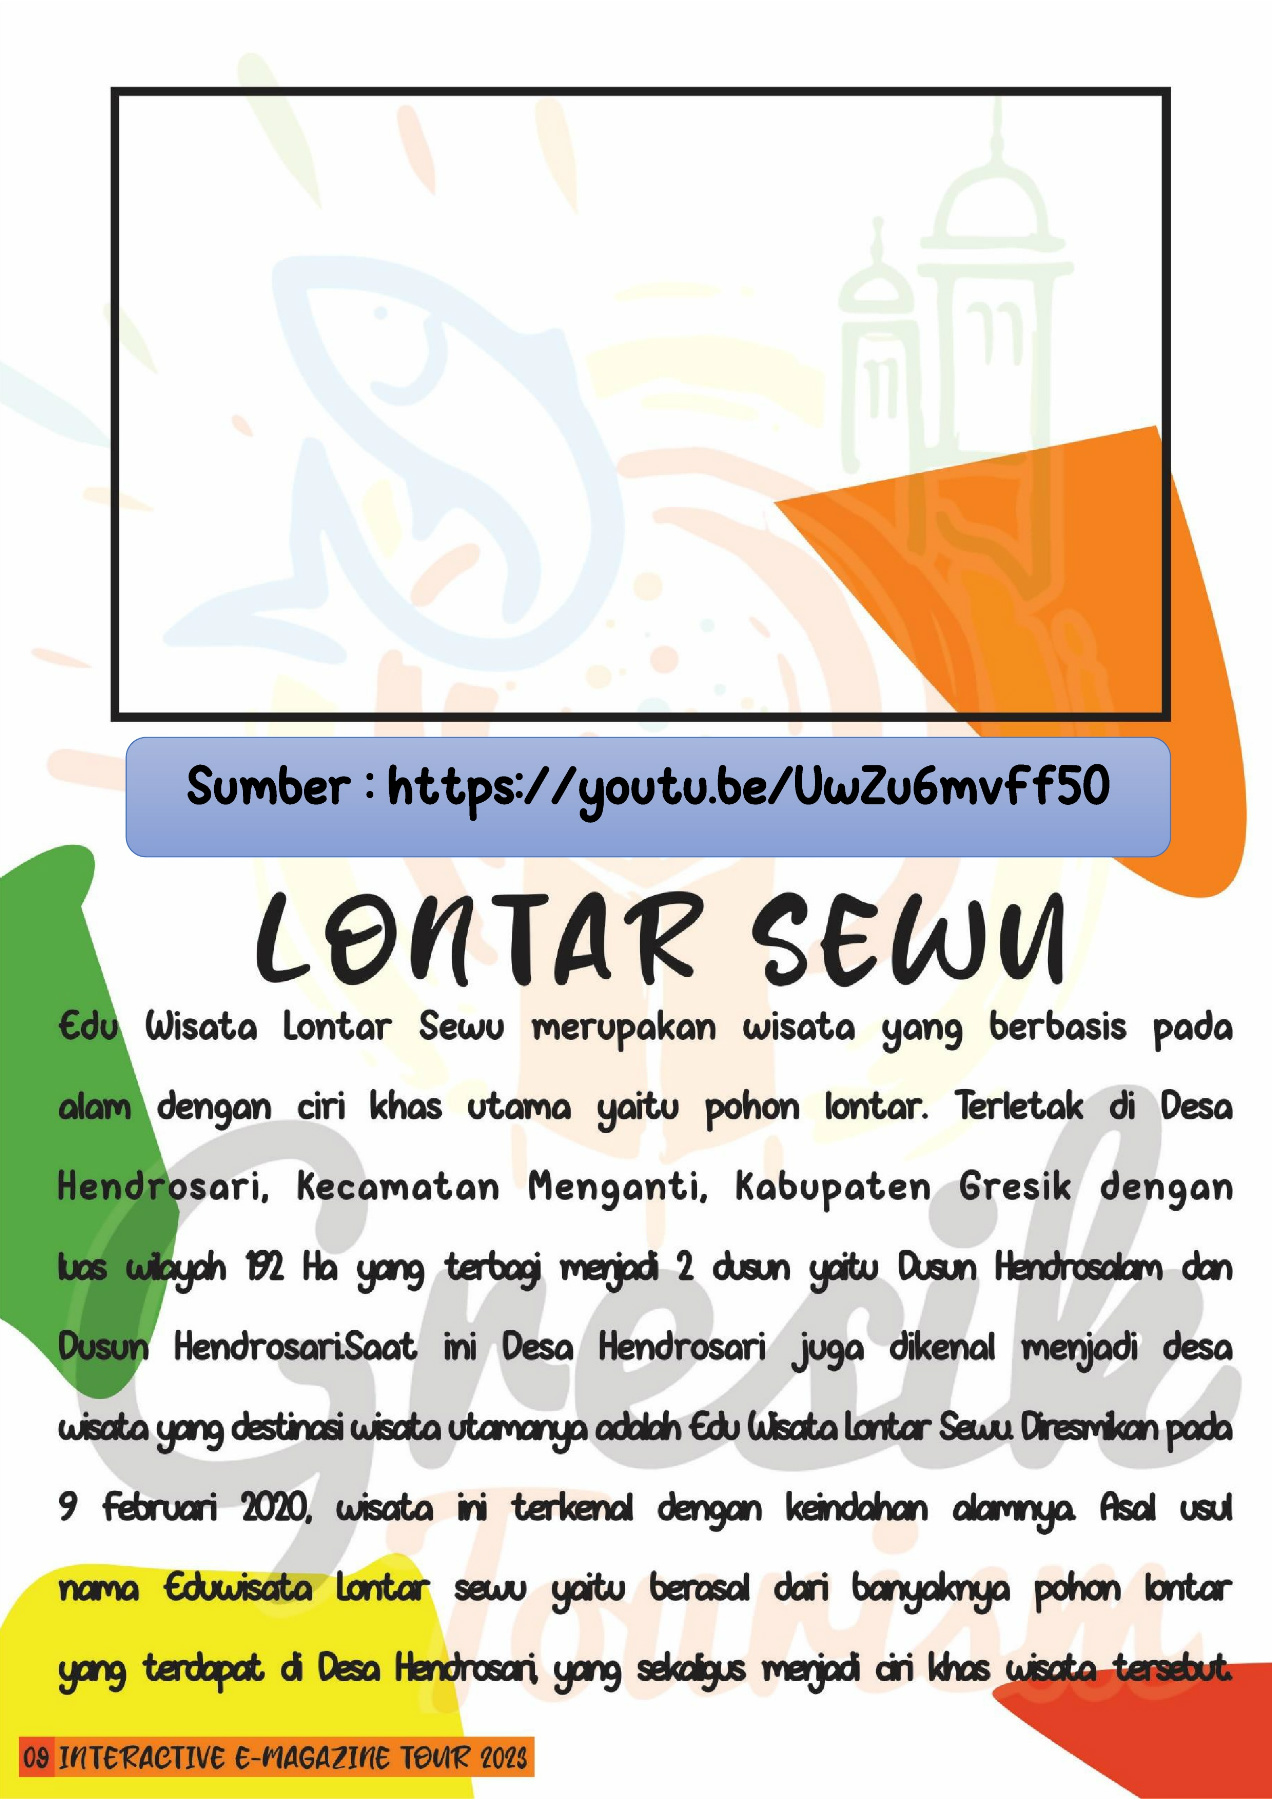 Sumber : https://youtu.be/UwZu6mvFf50
LONTAR SEWU
Edu Wisata Lontar Sewu merupakan wisata yang berbasis pada
alam dengan ciri khas utama yaitu pohon lontar. Terletak di Desa
Hendrosari, Kecamatan Menganti, Kabupaten Gresik dengan
luas wilayah 192 Ha yang terbagi menjadi 2 dusun yaitu Dusun Hendrosalam dan
Dusun Hendrosari.Saat ini Desa Hendrosari juga dikenal menjadi desa
wisata yang destinasi wisata utamanya adalah Edu Wisata Lontar Sewu. Diresmikan pada
9 Februari 2020, wisata ini terkenal dengan keindahan alamnya. Asal usul
nama Eduwisata Lontar sewu yaitu berasal dari banyaknya pohon lontar
yang terdapat di Desa Hendrosari, yang sekaligus menjadi ciri khas wisata tersebut.
Gresik
Tourism
09 INTERACTIVE E-MAGAZINE TOUR 2023